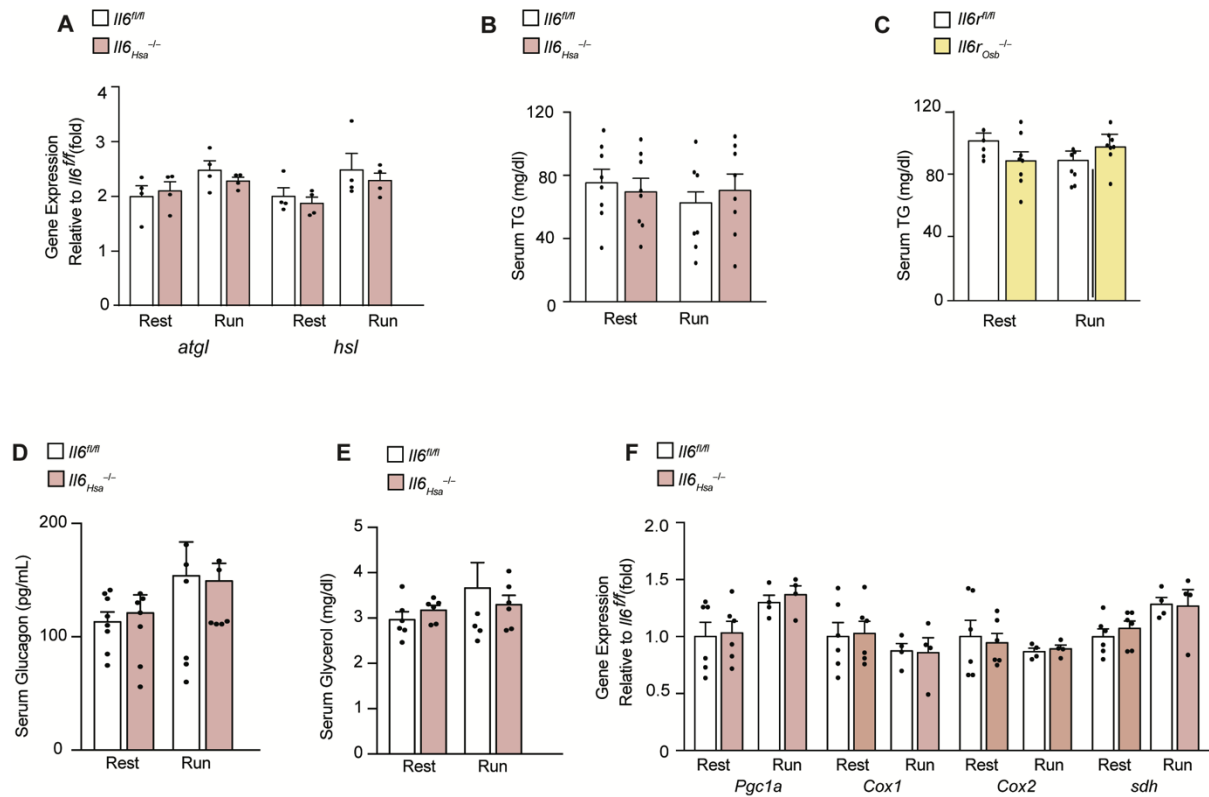 A
Il6fl/fl
Il6Hsa–/–
Gene Expression
Relative to Il6f/f(fold)
4
3
2
1
0
Rest
Run
Rest
Run
atgl
hsl
B
Il6fl/fl
Il6Hsa–/–
Serum TG (mg/dl)
120
80
40
0
Rest
Run
C
Il6rfl/fl
Il6rOsb–/–
Serum TG (mg/dl)
120
80
40
0
Rest
Run
D
Il6fl/fl
Il6Hsa–/–
Serum Glucagon (pg/mL)
200
100
0
Rest
Run
E
Il6fl/fl
Il6Hsa–/–
Serum Glycerol (mg/dl)
5
4
3
2
1
0
Rest
Run
F
Il6fl/fl
Il6Hsa–/–
Gene Expression
Relative to Il6f/f(fold)
2.0
1.5
1.0
0.5
0
Rest
Run
Rest
Run
Rest
Run
Rest
Run
Pgc1a
Cox1
Cox2
sdh